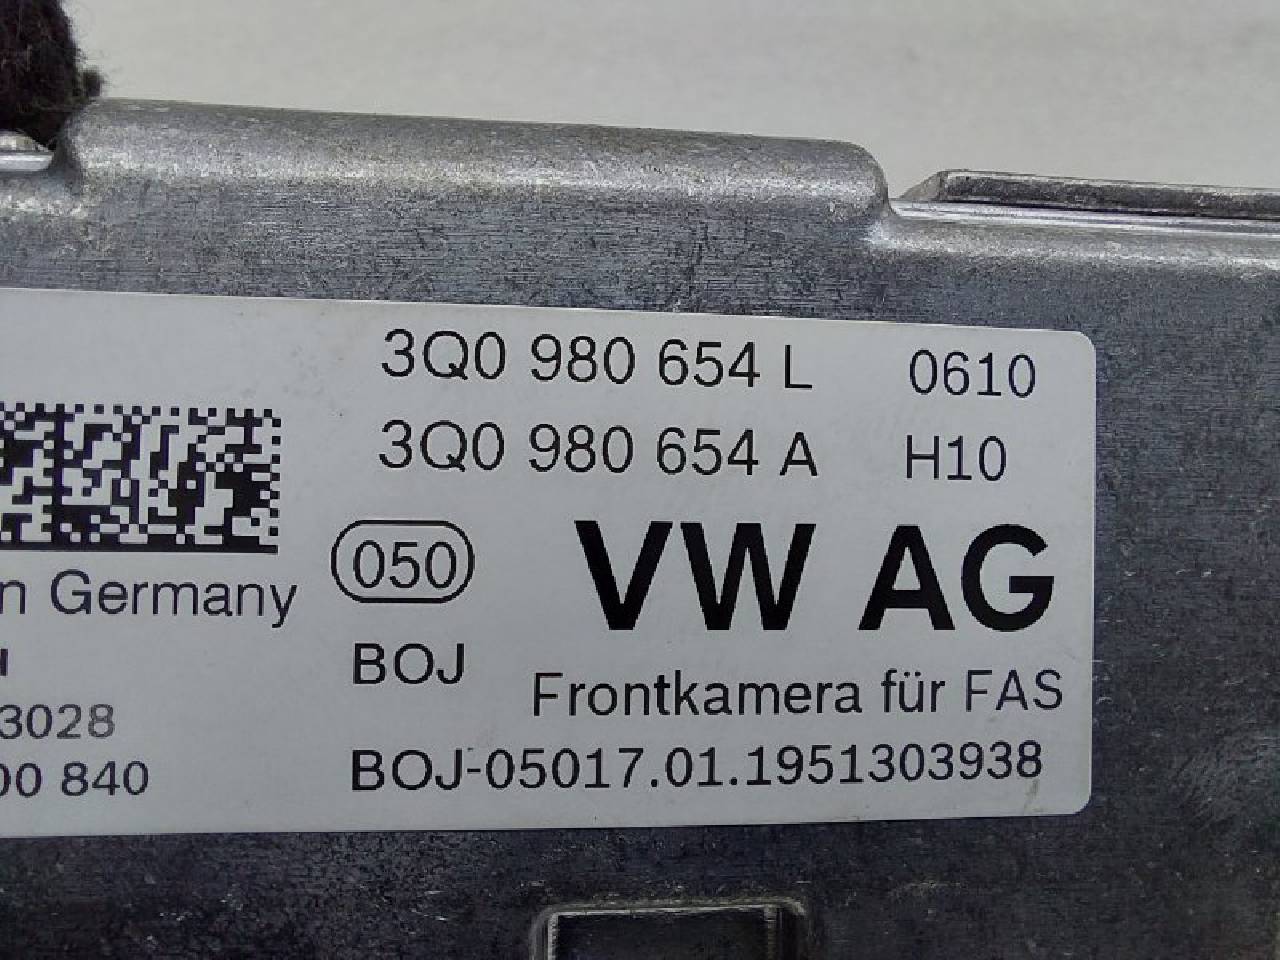 3Q0 980 654 L 0610
3Q0 980 654 A H10
050 VW AG
n Germany
BOJ
Frontkamera für FAS
3028
00 840
BOJ-05017.01.1951303938